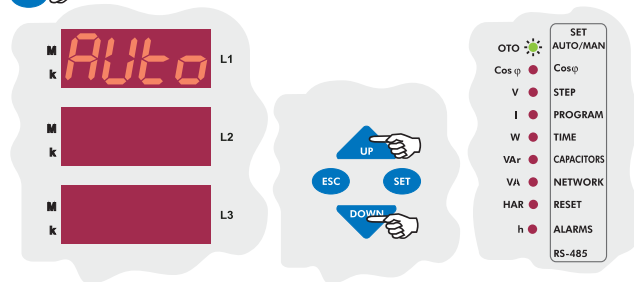 M
k
AUto
L1
M
k
L2
M
k
L3
UP
ESC
SET
DOWN
SET
OTO AUTO/MAN
Cos φ Cosφ
V STEP
I PROGRAM
W TIME
VAr CAPACITORS
VA NETWORK
HAR RESET
h ALARMS
RS-485